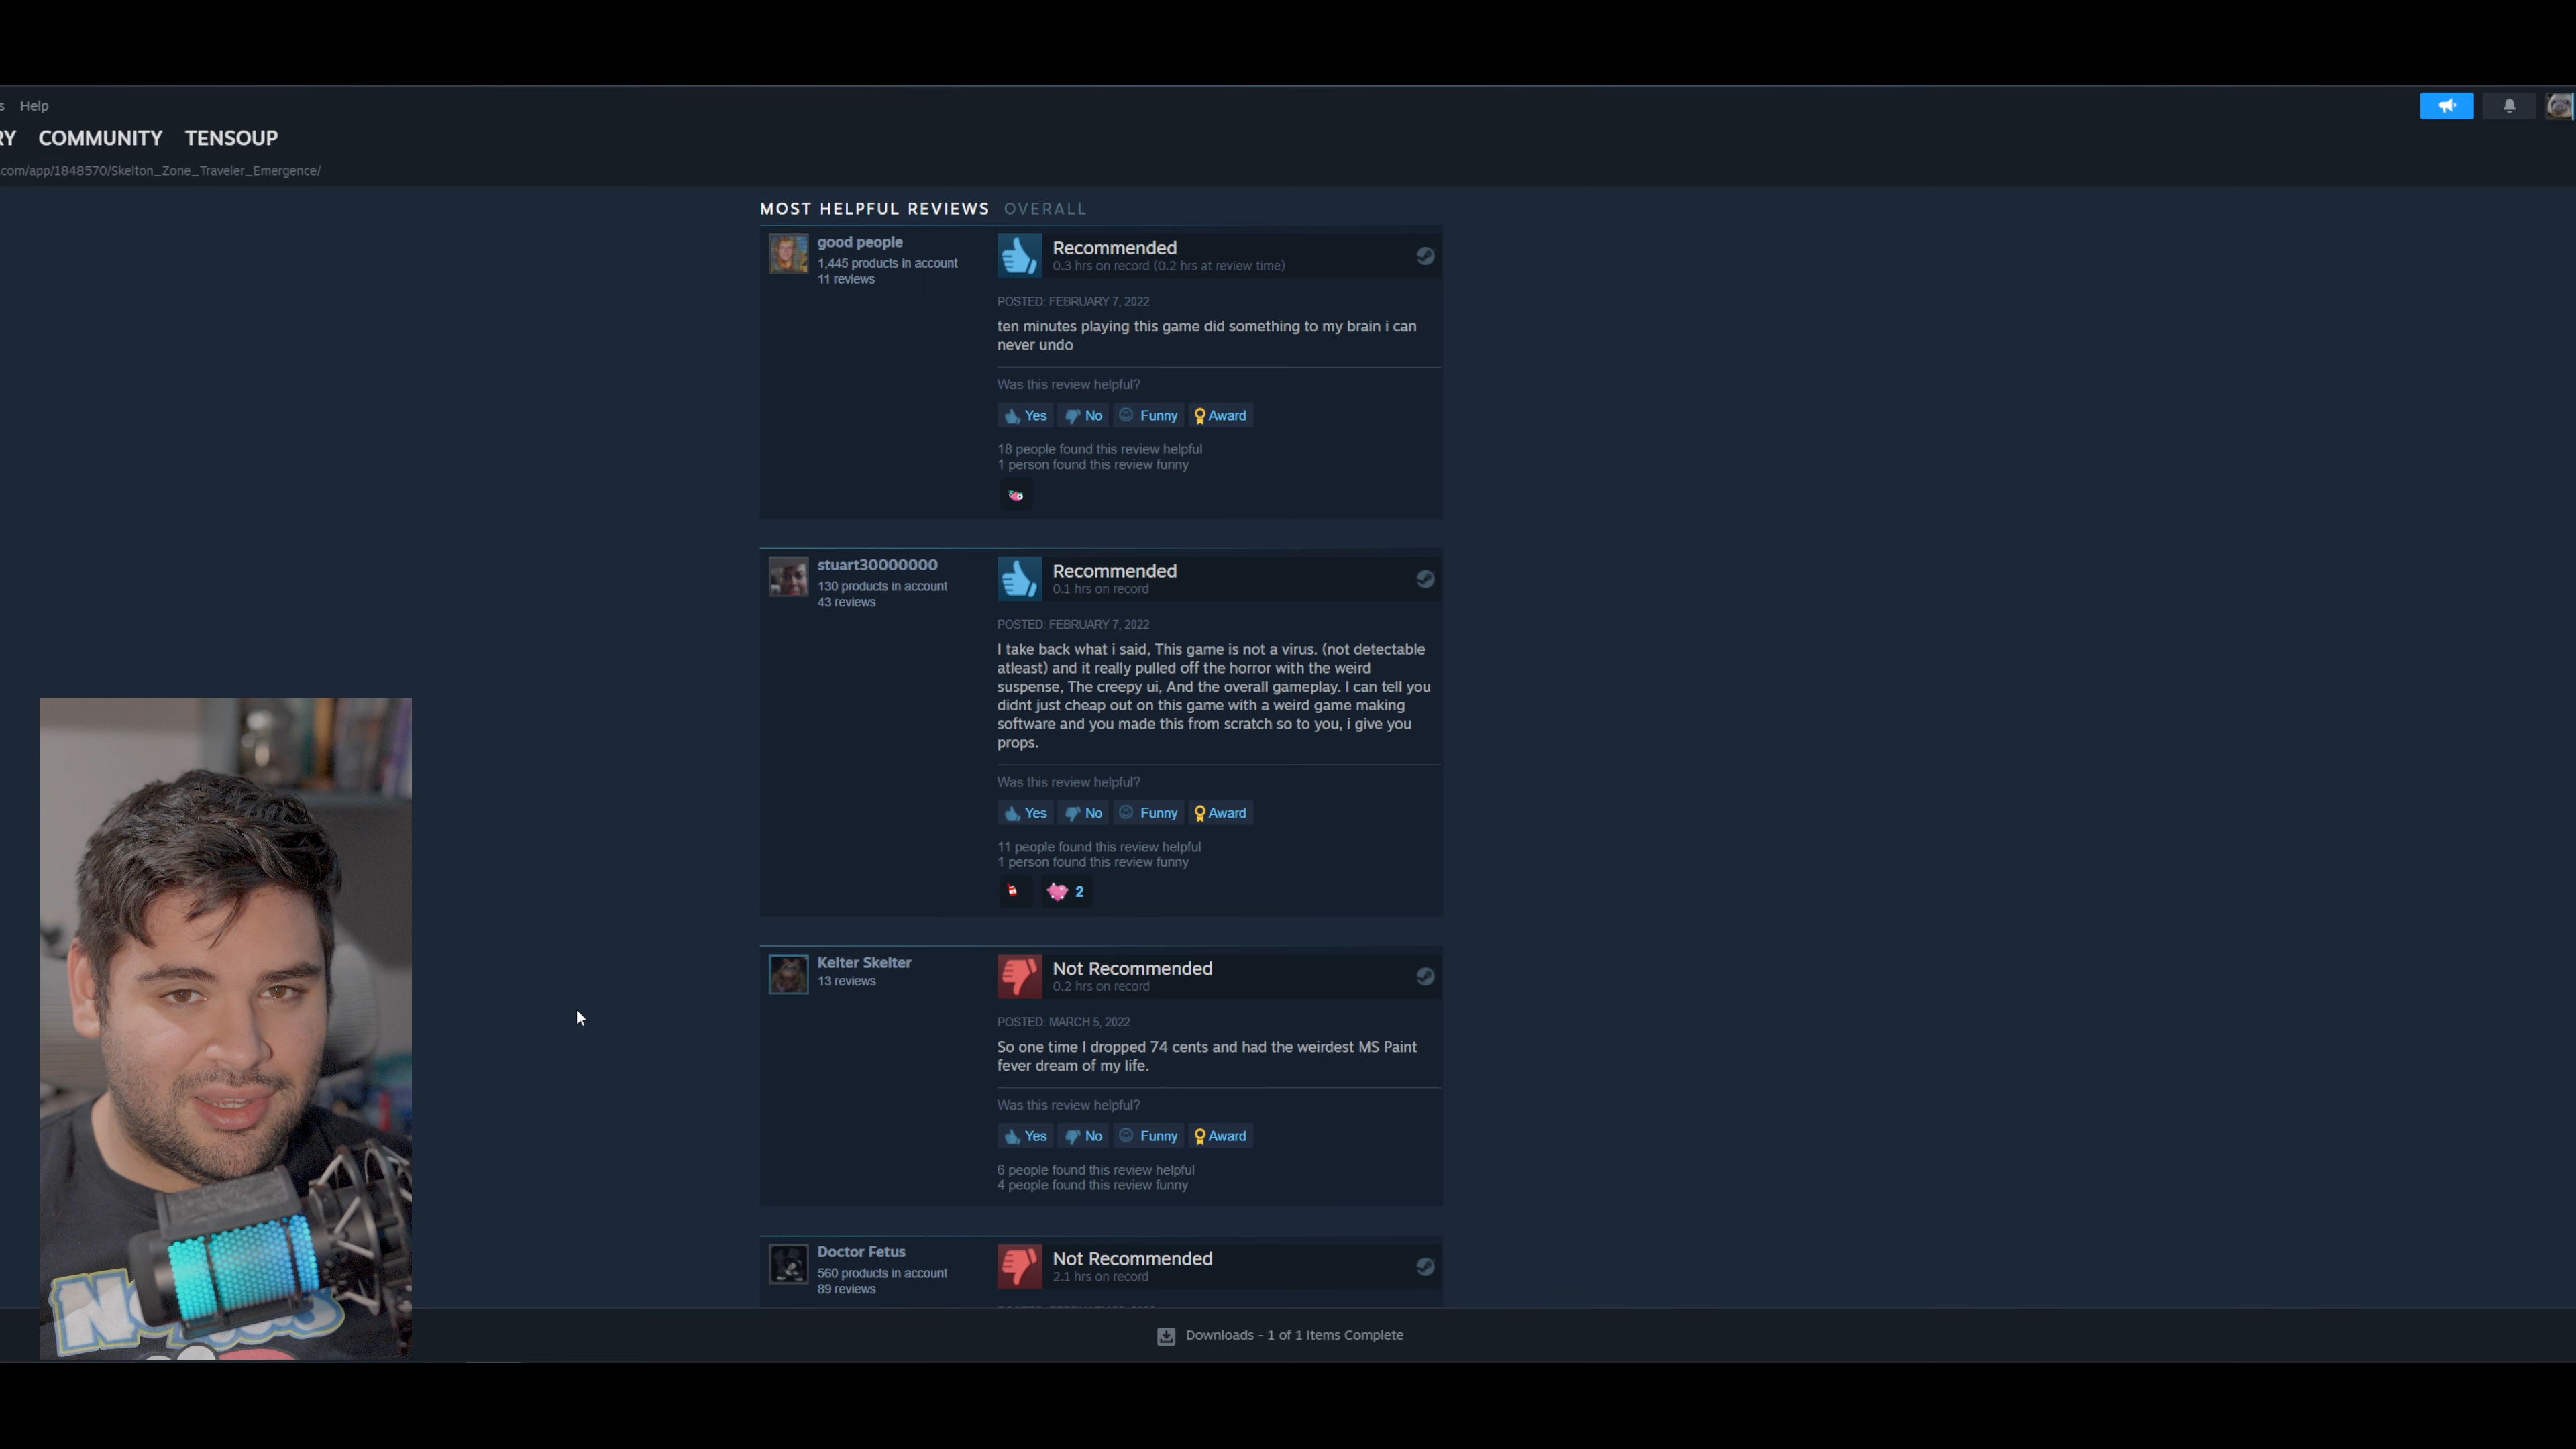 s Help
RY COMMUNITY TENSOUP
.com/app/1848570/Skelton_Zone_Traveler_Emergence/
MOST HELPFUL REVIEWS OVERALL
good people
1,445 products in account
11 reviews
Recommended
0.3 hrs on record (0.2 hrs at review time)
POSTED: FEBRUARY 7, 2022
ten minutes playing this game did something to my brain i can
never undo
Was this review helpful?
Yes No Funny Award
18 people found this review helpful
1 person found this review funny
stuart30000000
130 products in account
43 reviews
Recommended
0.1 hrs on record
POSTED: FEBRUARY 7, 2022
I take back what i said, This game is not a virus. (not detectable
atleast) and it really pulled off the horror with the weird
suspense, The creepy ui, And the overall gameplay. I can tell you
didnt just cheap out on this game with a weird game making
software and you made this from scratch so to you, i give you
props.
Was this review helpful?
Yes No Funny Award
11 people found this review helpful
1 person found this review funny
2
Kelter Skelter
13 reviews
Not Recommended
0.2 hrs on record
POSTED: MARCH 5, 2022
So one time I dropped 74 cents and had the weirdest MS Paint
fever dream of my life.
Was this review helpful?
Yes No Funny Award
6 people found this review helpful
4 people found this review funny
Doctor Fetus
560 products in account
89 reviews
Not Recommended
2.1 hrs on record
Downloads - 1 of 1 Items Complete